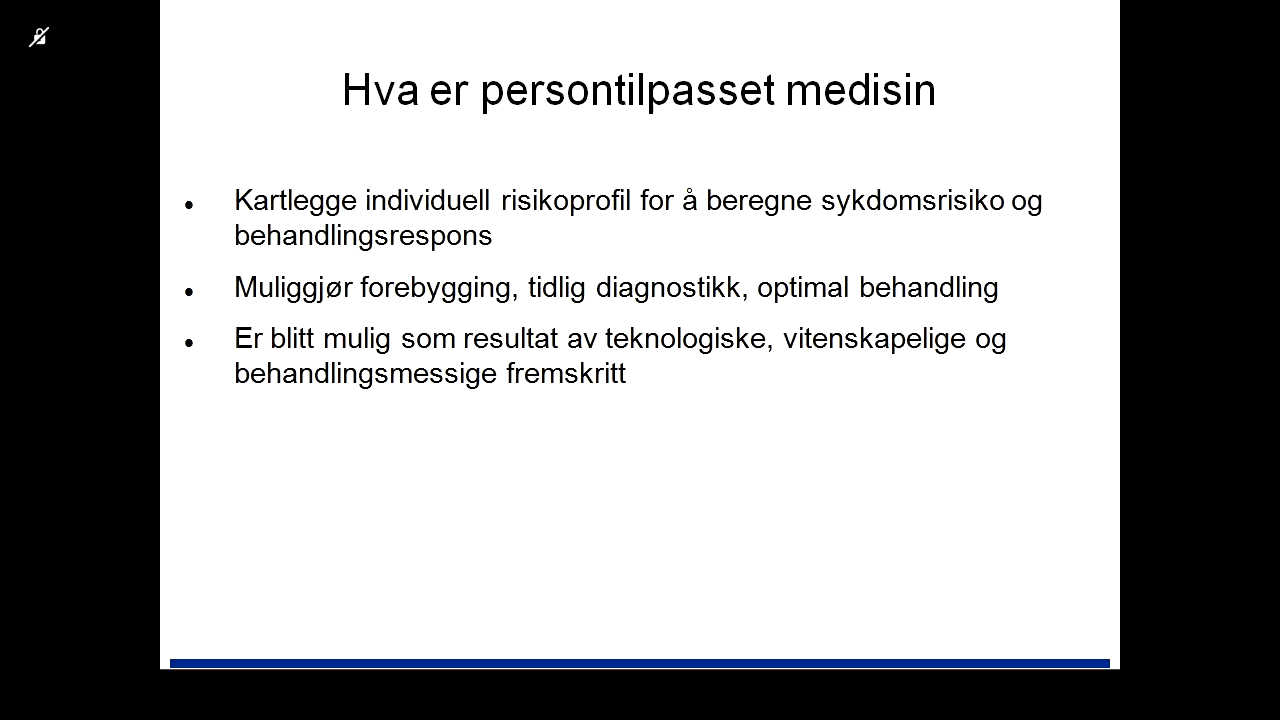 Hva er persontilpasset medisin
• Kartlegge individuell risikoprofil for å beregne sykdomsrisiko og
behandlingsrespons
• Muliggjør forebygging, tidlig diagnostikk, optimal behandling
• Er blitt mulig som resultat av teknologiske, vitenskapelige og
behandlingsmessige fremskritt